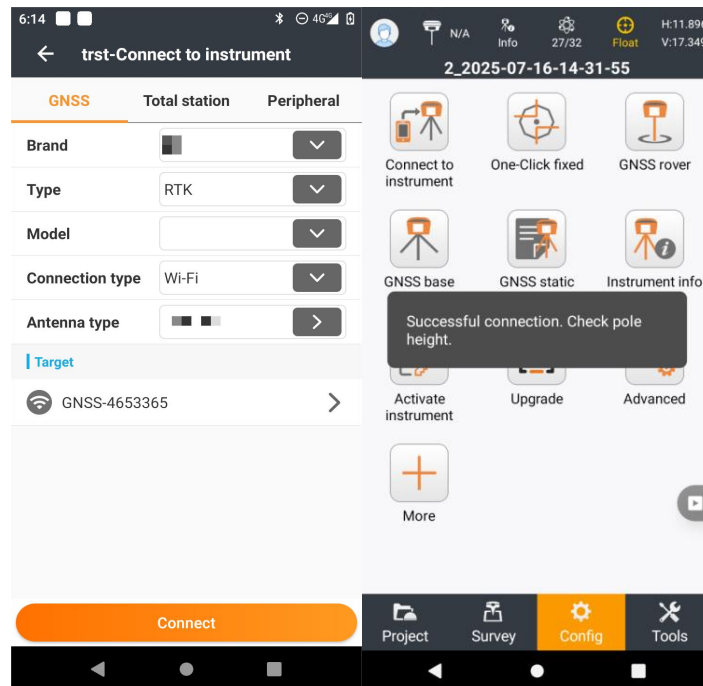 6:14
4G 4G
trst-Connect to instrument
GNSS Total station Peripheral
Brand
Type RTK
Model
Connection type Wi-Fi
Antenna type
Target
GNSS-4653365
Connect
N/A Info 27/32 Float H:11.896
V:17.349
2_2025-07-16-14-31-55
Connect to
instrument
One-Click fixed
GNSS rover
GNSS base
GNSS static
Instrument info
Successful connection. Check pole
height.
Activate
instrument
Upgrade
Advanced
More
Project Survey Config Tools